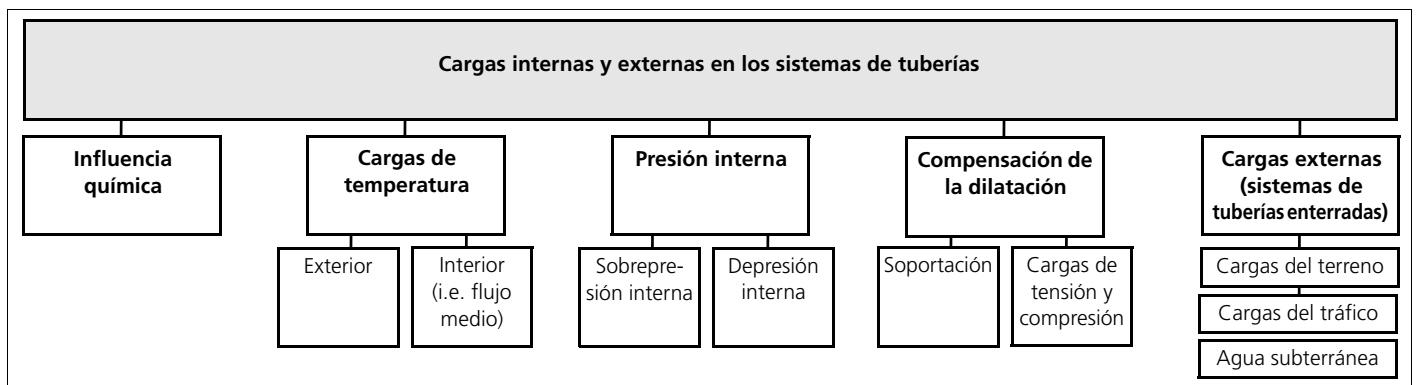 Cargas internas y externas en los sistemas de tuberías
Influencia
química
Cargas de
temperatura
Exterior
Interior
(i.e. flujo
medio)
Presión interna
Sobrepre-
sión interna
Depresión
interna
Compensación de
la dilatación
Soportación
Cargas de
tensión y
compresión
Cargas externas
(sistemas de
tuberías enterradas)
Cargas del terreno
Cargas del tráfico
Agua subterránea